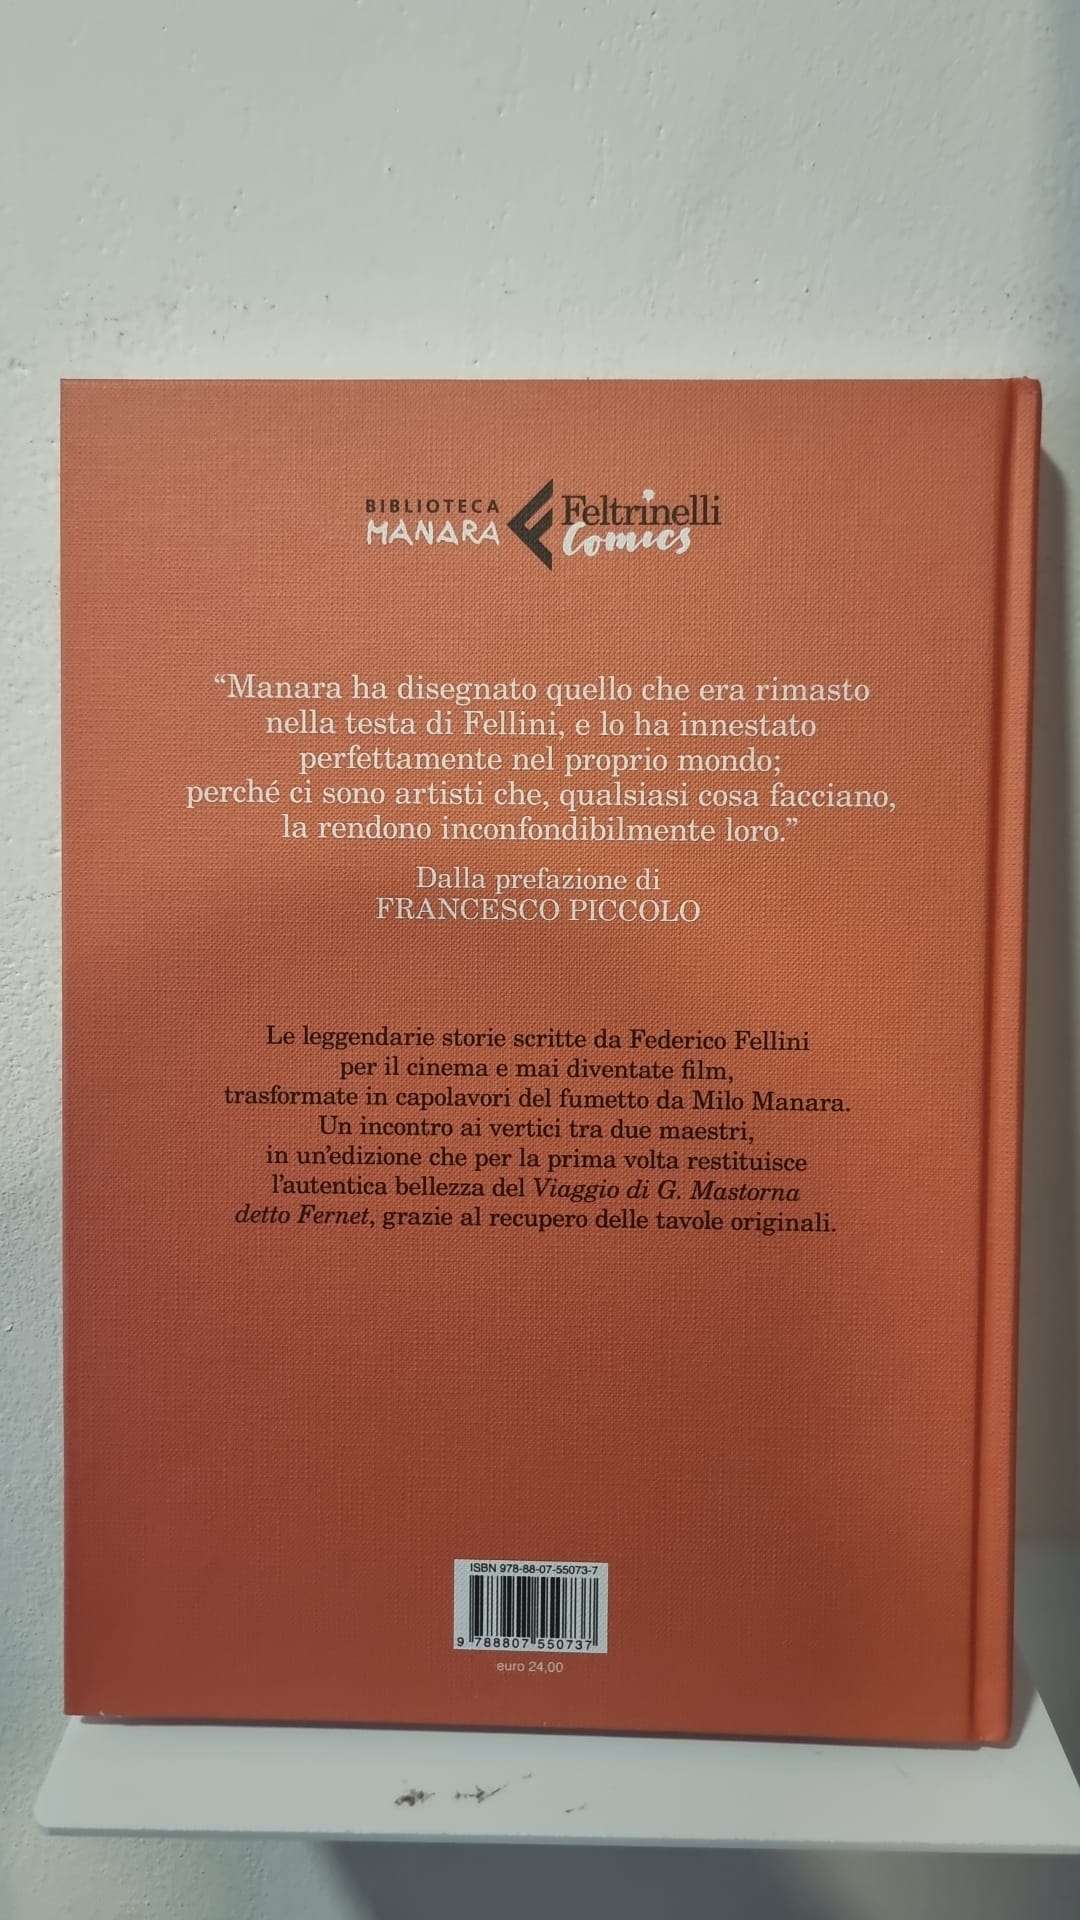 BIBLIOTECA
MANARA
Feltrinelli
Comics
“Manara ha disegnato quello che era rimasto
nella testa di Fellini, e lo ha innestato
perfettamente nel proprio mondo;
perché ci sono artisti che, qualsiasi cosa facciano,
la rendono inconfondibilmente loro.”
Dalla prefazione di
FRANCESCO PICCOLO
Le leggendarie storie scritte da Federico Fellini
per il cinema e mai diventate film,
trasformate in capolavori del fumetto da Milo Manara.
Un incontro ai vertici tra due maestri,
in un’edizione che per la prima volta restituisce
l’autentica bellezza del Viaggio di G. Mastorna
detto Fernet, grazie al recupero delle tavole originali.
ISBN 978-88-07-55073-7
9 788807 550737
euro 24,00